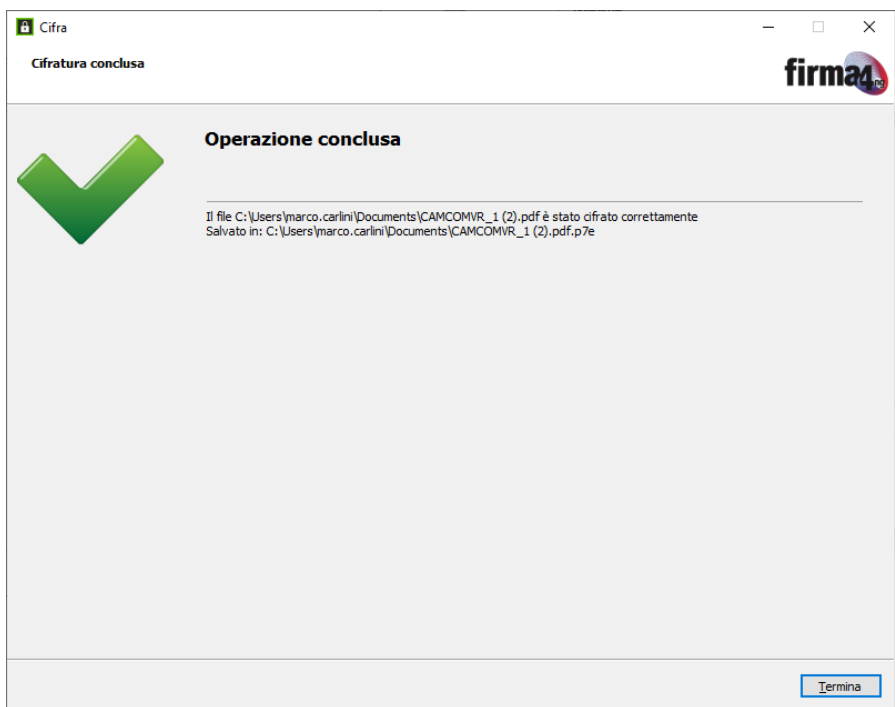 Cifra
Cifratura conclusa
firma4ng
Operazione conclusa
Il file C:\Users\marco.carlini\Documents\CAMCOMVR_1 (2).pdf è stato cifrato correttamente
Salvato in: C:\Users\marco.carlini\Documents\CAMCOMVR_1 (2).pdf.p7e
Termina